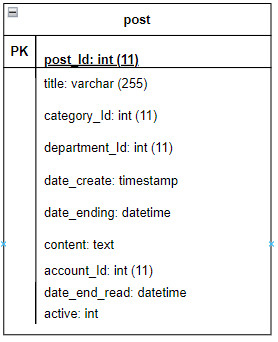 post
PK
post_Id: int (11)
title: varchar (255)
category_Id: int (11)
department_Id: int (11)
date_create: timestamp
date_ending: datetime
content: text
account_Id: int (11)
date_end_read: datetime
active: int